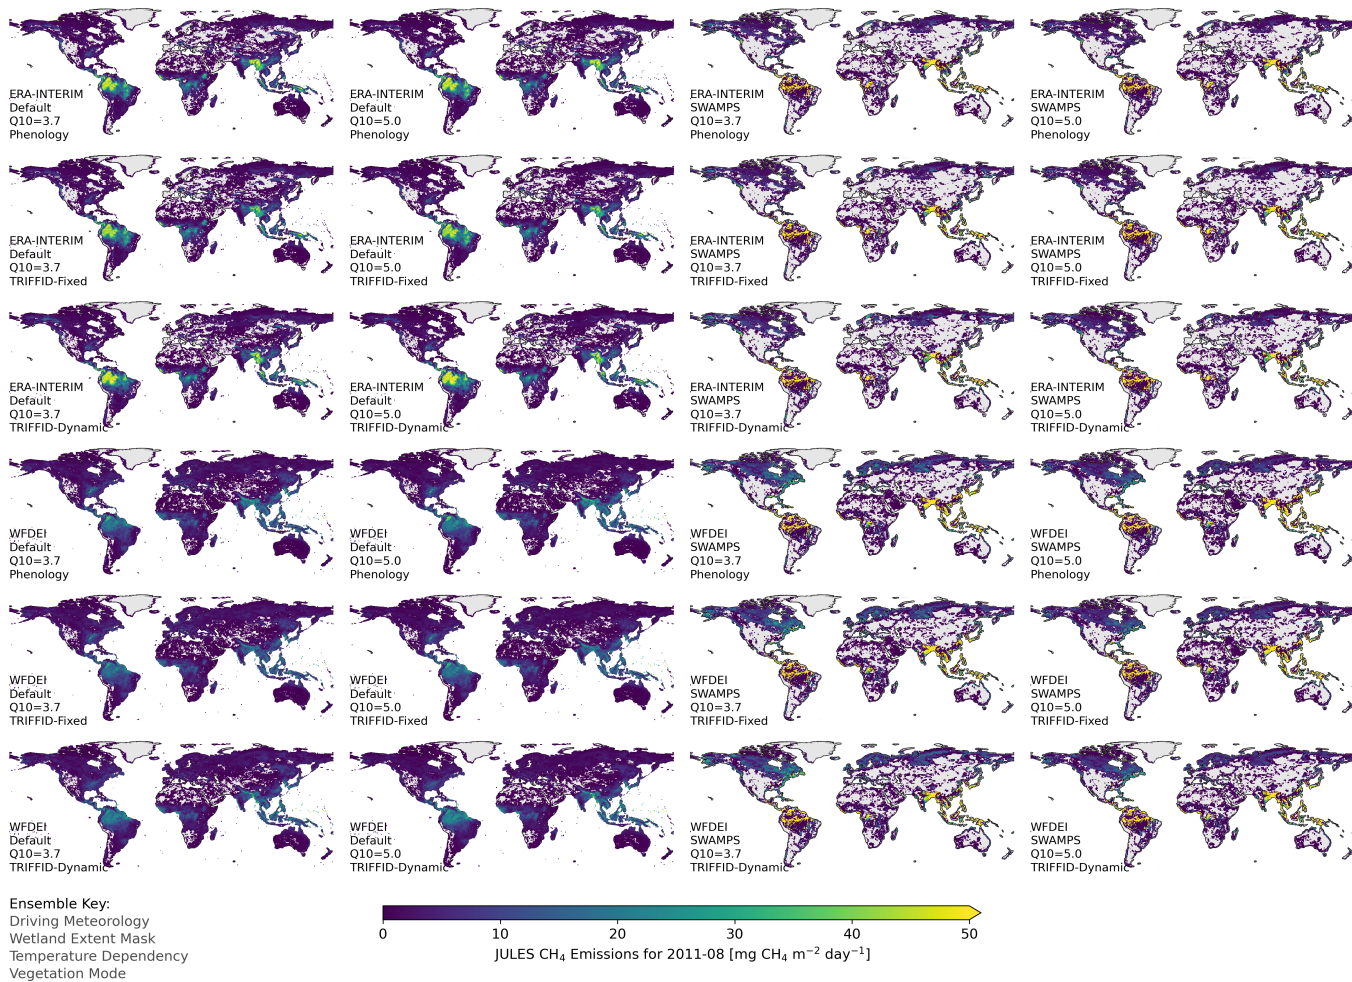 ERA-INTERIM
Default
Q10=3.7
Phenology
ERA-INTERIM
Default
Q10=5.0
Phenology
ERA-INTERIM
SWAMPS
Q10=3.7
Phenology
ERA-INTERIM
SWAMPS
Q10=5.0
Phenology
ERA-INTERIM
Default
Q10=3.7
TRIFFID-Fixed
ERA-INTERIM
Default
Q10=5.0
TRIFFID-Fixed
ERA-INTERIM
SWAMPS
Q10=3.7
TRIFFID-Fixed
ERA-INTERIM
SWAMPS
Q10=5.0
TRIFFID-Fixed
ERA-INTERIM
Default
Q10=3.7
TRIFFID-Dynamic
ERA-INTERIM
Default
Q10=5.0
TRIFFID-Dynamic
ERA-INTERIM
SWAMPS
Q10=3.7
TRIFFID-Dynamic
ERA-INTERIM
SWAMPS
Q10=5.0
TRIFFID-Dynamic
WFDEI
Default
Q10=3.7
Phenology
WFDEI
Default
Q10=5.0
Phenology
WFDEI
SWAMPS
Q10=3.7
Phenology
WFDEI
SWAMPS
Q10=5.0
Phenology
WFDEI
Default
Q10=3.7
TRIFFID-Fixed
WFDEI
Default
Q10=5.0
TRIFFID-Fixed
WFDEI
SWAMPS
Q10=3.7
TRIFFID-Fixed
WFDEI
SWAMPS
Q10=5.0
TRIFFID-Fixed
WFDEI
Default
Q10=3.7
TRIFFID-Dynamic
WFDEI
Default
Q10=5.0
TRIFFID-Dynamic
WFDEI
SWAMPS
Q10=3.7
TRIFFID-Dynamic
WFDEI
SWAMPS
Q10=5.0
TRIFFID-Dynamic
Ensemble Key:
Driving Meteorology
Wetland Extent Mask
Temperature Dependency
Vegetation Mode
0 10 20 30 40 50
JULES CH₄ Emissions for 2011-08 [mg CH₄ m⁻² day⁻¹]